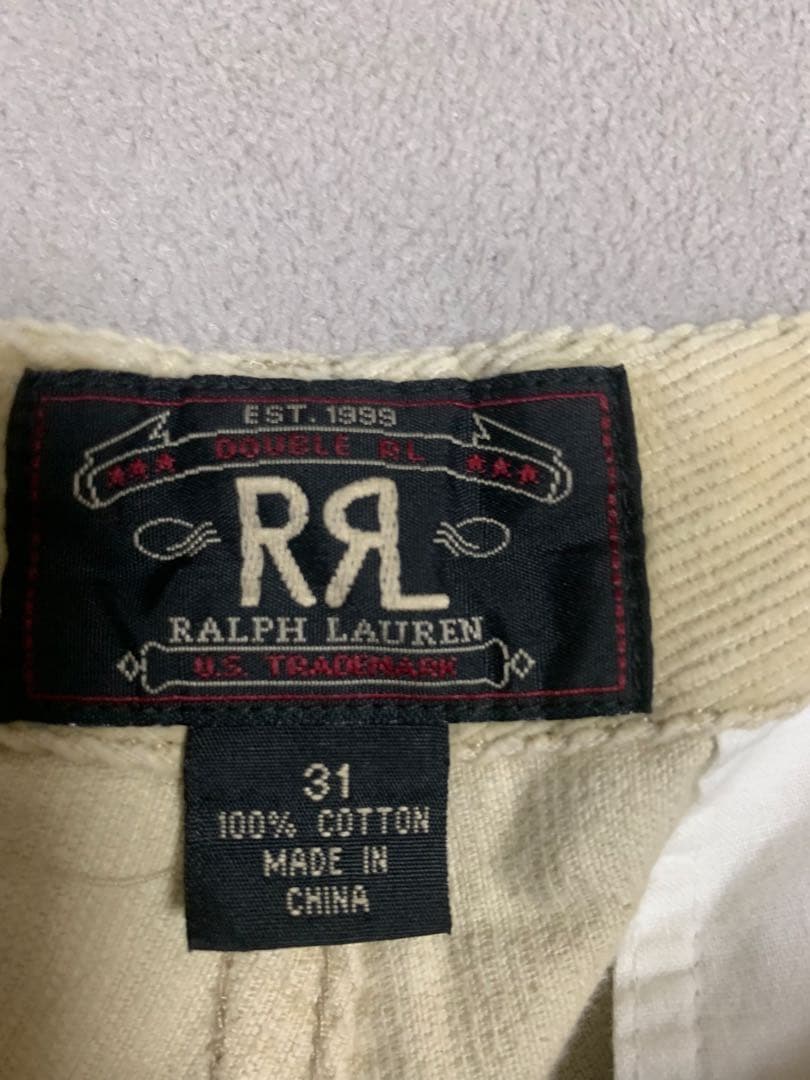 EST. 1999
DOUBLE RL
RRL
RALPH LAUREN
U.S. TRADEMARK
31
100% COTTON
MADE IN
CHINA